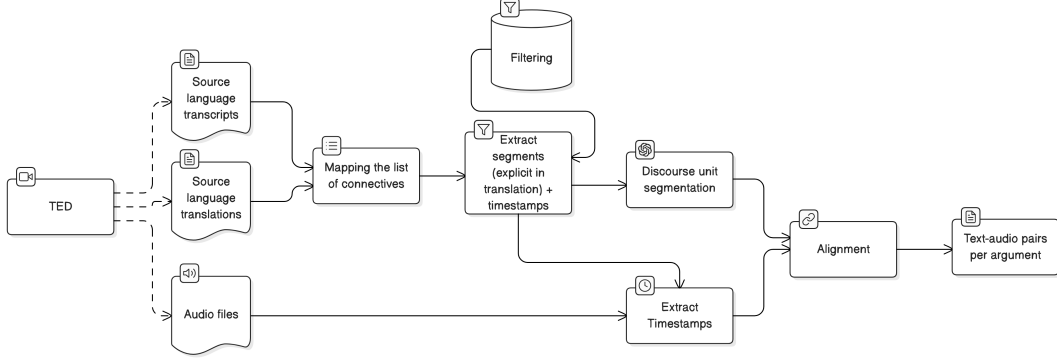 TED
Source
language
transcripts
Source
language
translations
Audio files
Mapping the list
of connectives
Filtering
Extract
segments
(explicit in
translation) +
timestamps
Discourse unit
segmentation
Extract
Timestamps
Alignment
Text-audio pairs
per argument